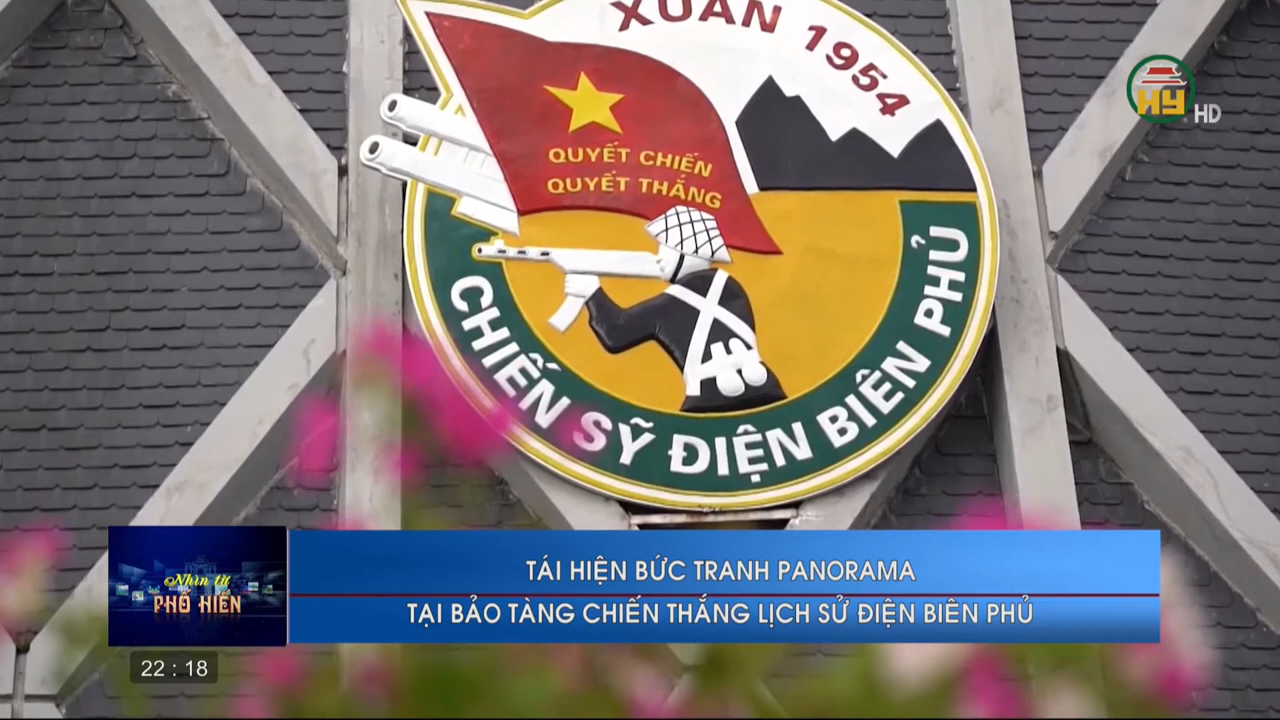 XUÂN 1954
HY HD
QUYẾT CHIẾN
QUYẾT THẮNG
CHIẾN SỸ ĐIỆN BIÊN PHỦ
Nhìn từ
PHỐ HIẾN
TÁI HIỆN BỨC TRANH PANORAMA
TẠI BẢO TÀNG CHIẾN THẮNG LỊCH SỬ ĐIỆN BIÊN PHỦ
22 : 18